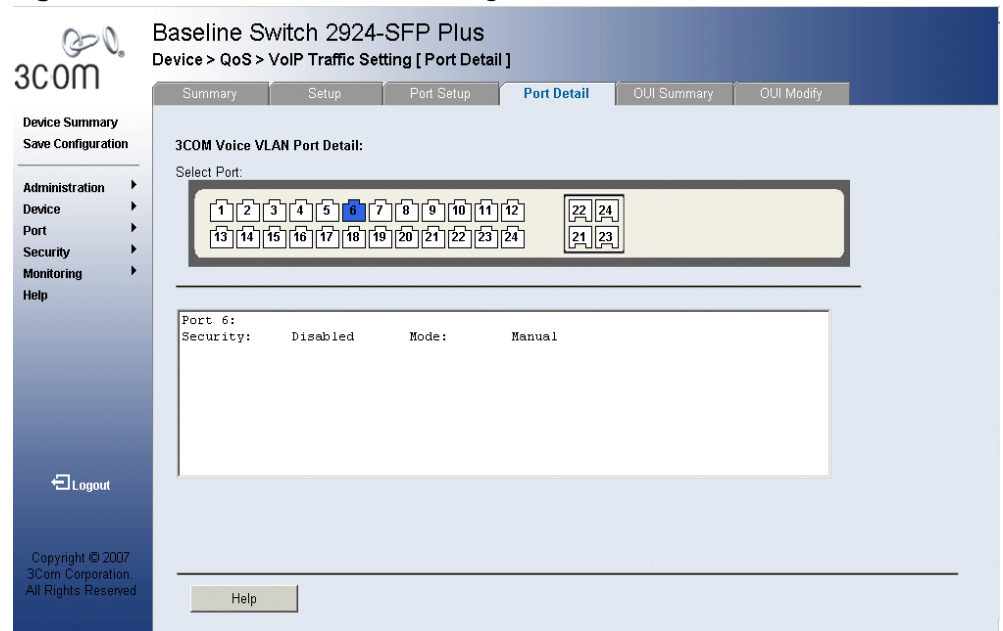 3COM
Baseline Switch 2924-SFP Plus
Device > QoS > VoIP Traffic Setting [ Port Detail ]
Summary Setup Port Setup Port Detail OUI Summary OUI Modify
Device Summary
Save Configuration
Administration
Device
Port
Security
Monitoring
Help
Logout
Copyright © 2007
3Com Corporation.
All Rights Reserved
3COM Voice VLAN Port Detail:
Select Port:
1 2 3 4 5 6 7 8 9 10 11 12 22 24
13 14 15 16 17 18 19 20 21 22 23 24 21 23
Port 6:
Security: Disabled Mode: Manual
Help